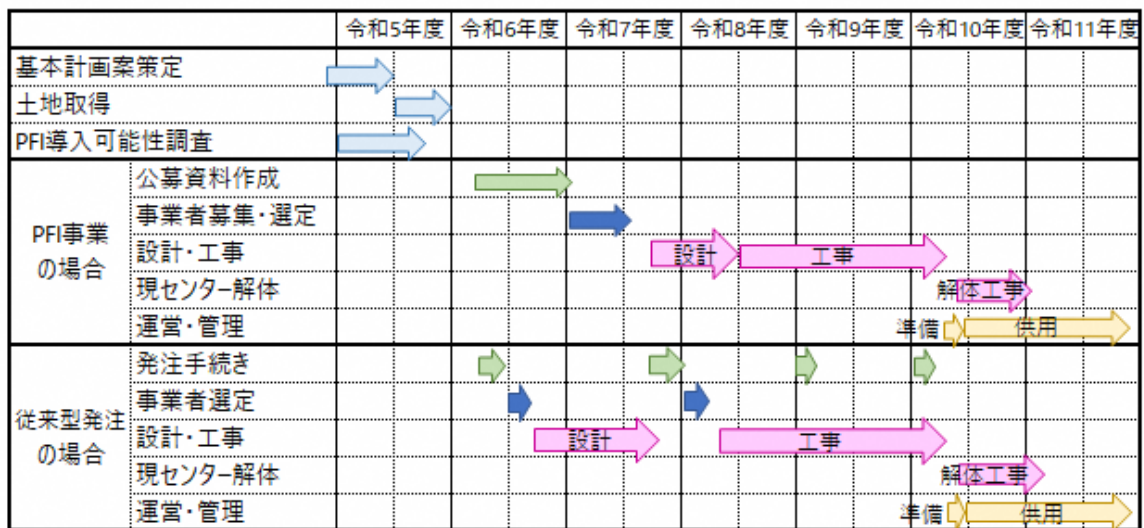 令和5年度 令和6年度 令和7年度 令和8年度 令和9年度 令和10年度 令和11年度
基本計画案策定
土地取得
PFI導入可能性調査
PFI事業
の場合
公募資料作成
事業者募集・選定
設計・工事 設計 工事
現センター解体 解体工事
運営・管理 準備 供用
従来型発注
の場合
発注手続き
事業者選定
設計・工事 設計 工事
現センター解体 解体工事
運営・管理 準備 供用